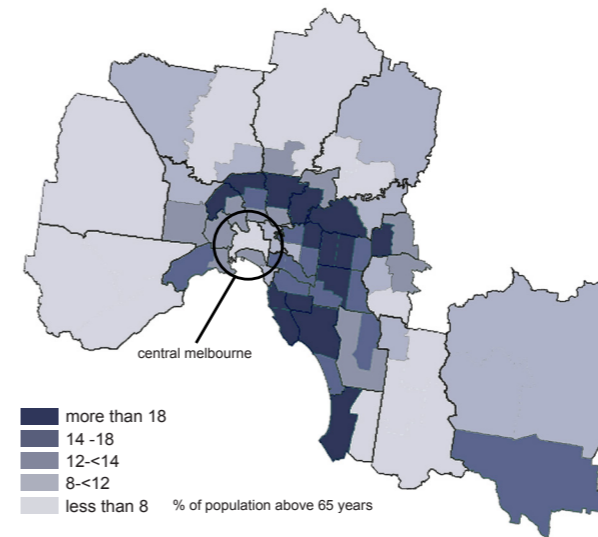 central melbourne
more than 18
14 -18
12-<14
8-<12
less than 8 % of population above 65 years